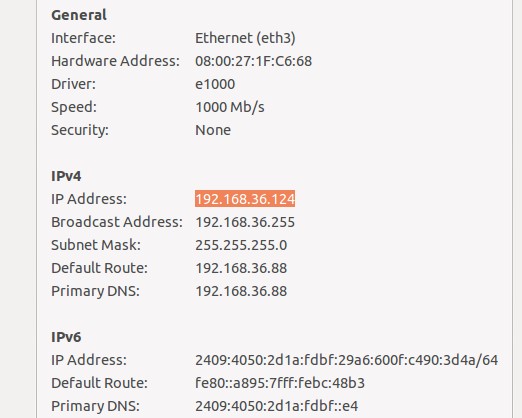 General
Interface: Ethernet (eth3)
Hardware Address: 08:00:27:1F:C6:68
Driver: e1000
Speed: 1000 Mb/s
Security: None
IPv4
IP Address: 192.168.36.124
Broadcast Address: 192.168.36.255
Subnet Mask: 255.255.255.0
Default Route: 192.168.36.88
Primary DNS: 192.168.36.88
IPv6
IP Address: 2409:4050:2d1a:fdbf:29a6:600f:c490:3d4a/64
Default Route: fe80::a895:7fff:febc:48b3
Primary DNS: 2409:4050:2d1a:fdbf::e4